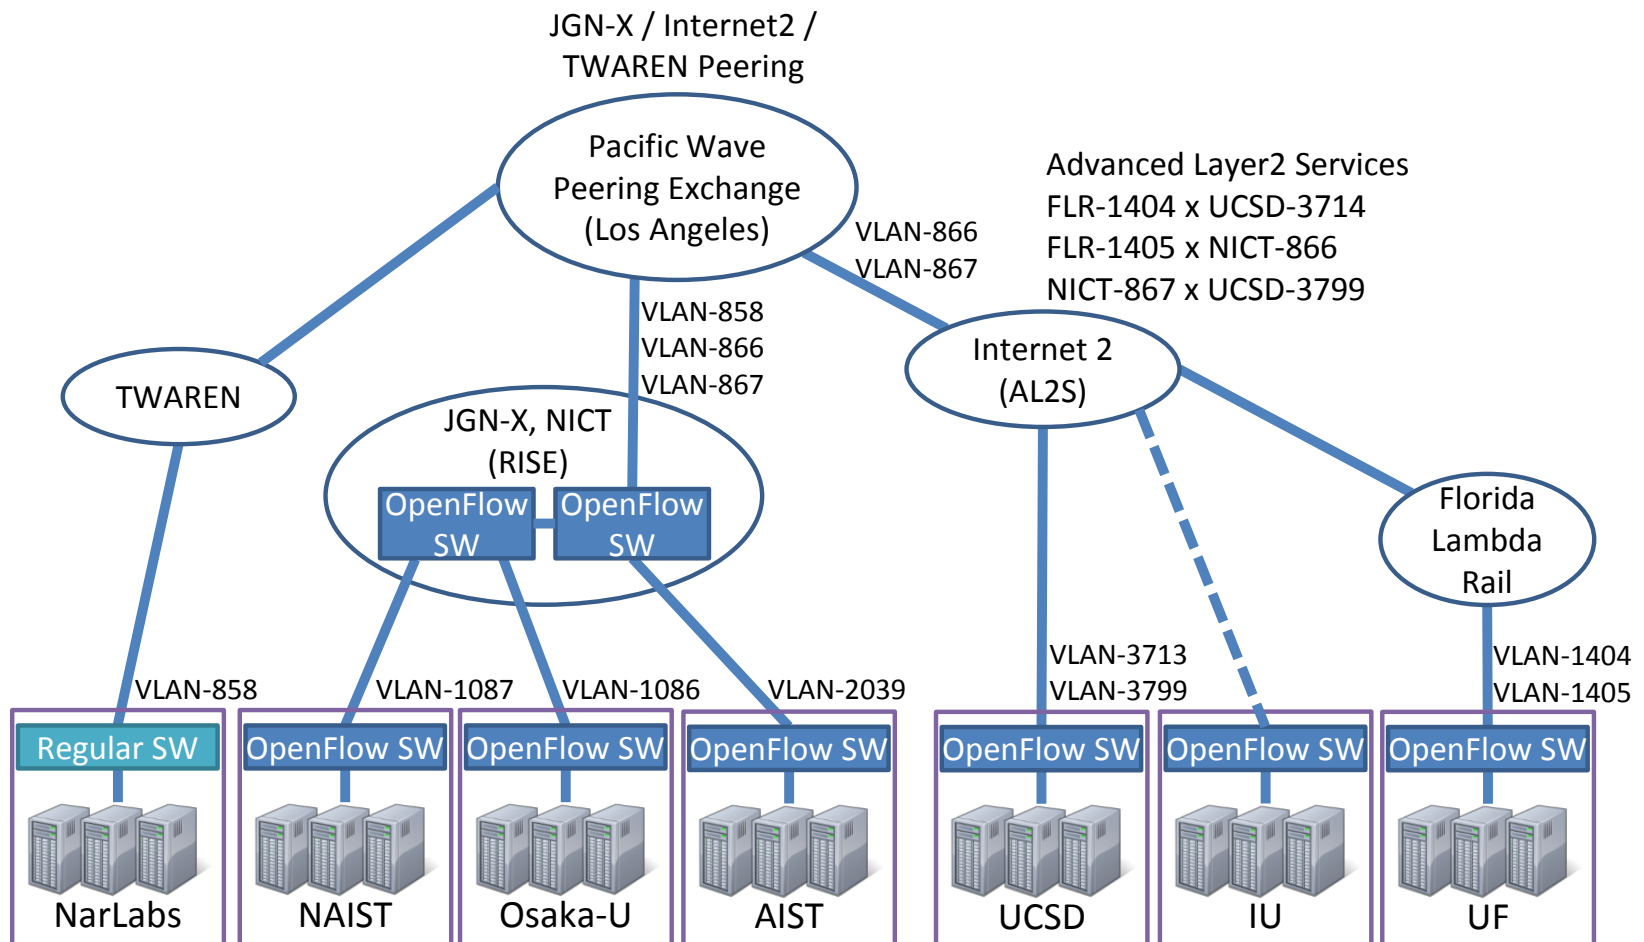 JGN-X / Internet2 /
TWAREN Peering
Pacific Wave
Peering Exchange
(Los Angeles)
Advanced Layer2 Services
FLR-1404 x UCSD-3714
FLR-1405 x NICT-866
NICT-867 x UCSD-3799
VLAN-866
VLAN-867
VLAN-858
VLAN-866
VLAN-867
TWAREN
JGN-X, NICT
(RISE)
OpenFlow
SW
OpenFlow
SW
Internet 2
(AL2S)
Florida
Lambda
Rail
VLAN-858
VLAN-1087
VLAN-1086
VLAN-2039
VLAN-3713
VLAN-3799
VLAN-1404
VLAN-1405
Regular SW
OpenFlow SW
OpenFlow SW
OpenFlow SW
OpenFlow SW
OpenFlow SW
OpenFlow SW
NarLabs
NAIST
Osaka-U
AIST
UCSD
IU
UF